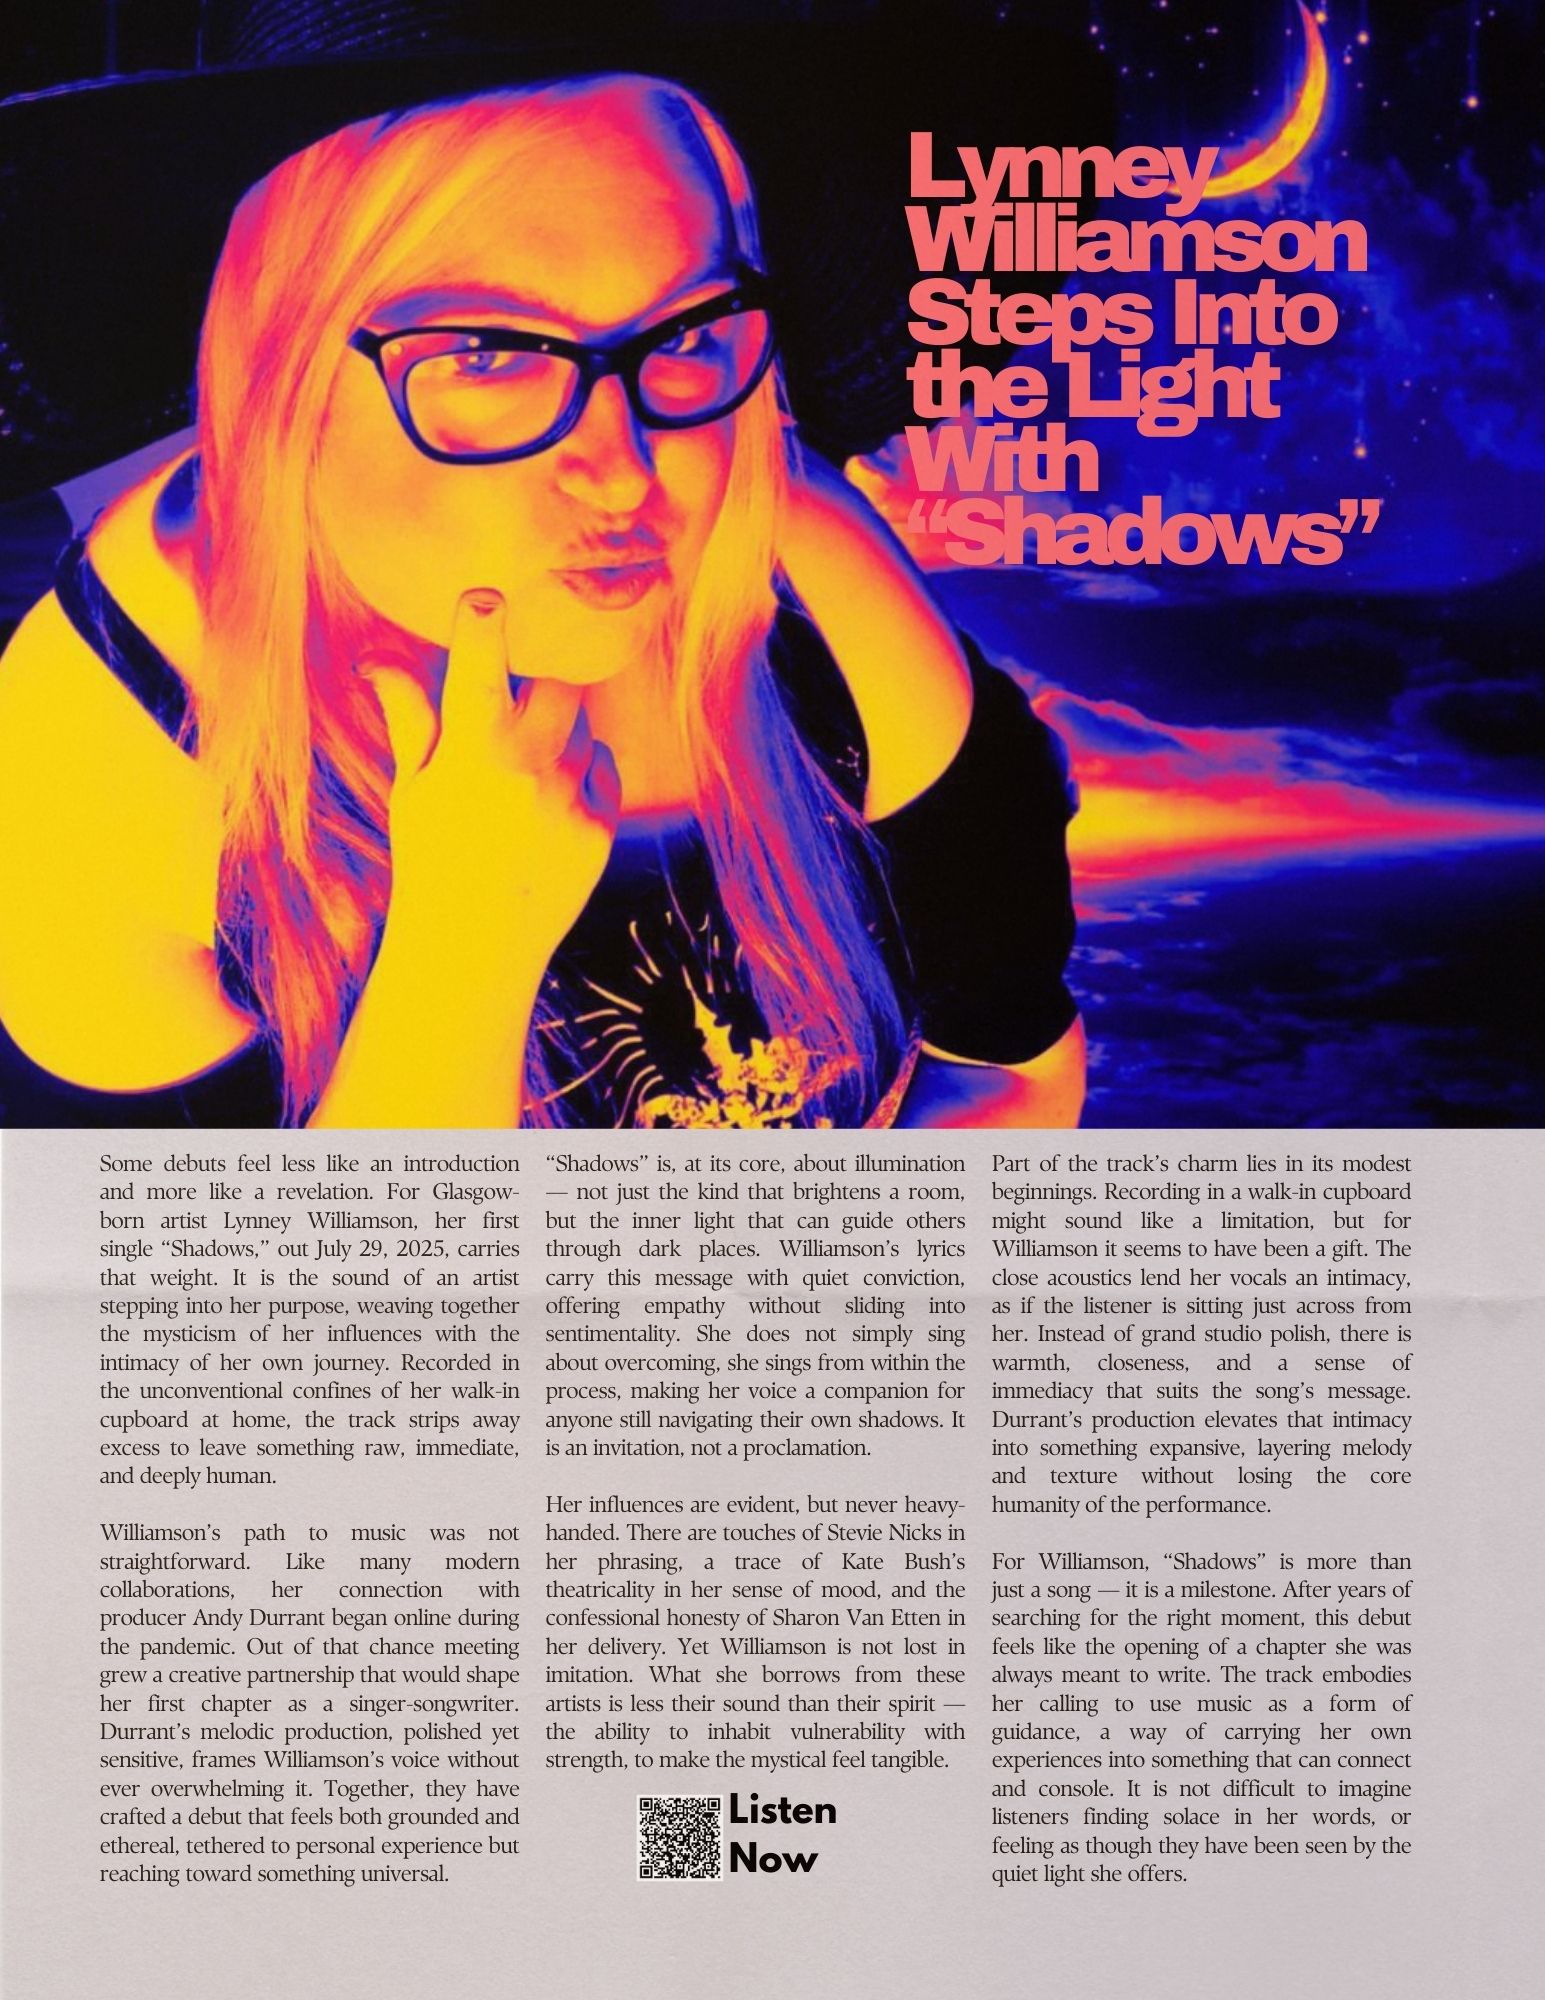 Lynney
Williamson
Steps Into
the Light
With
“Shadows”
Some debuts feel less like an introduction
and more like a revelation. For Glasgow-
born artist Lynney Williamson, her first
single “Shadows,” out July 29, 2025, carries
that weight. It is the sound of an artist
stepping into her purpose, weaving together
the mysticism of her influences with the
intimacy of her own journey. Recorded in
the unconventional confines of her walk-in
cupboard at home, the track strips away
excess to leave something raw, immediate,
and deeply human.
Williamson’s path to music was not
straightforward. Like many modern
collaborations, her connection with
producer Andy Durrant began online during
the pandemic. Out of that chance meeting
grew a creative partnership that would shape
her first chapter as a singer-songwriter.
Durrant’s melodic production, polished yet
sensitive, frames Williamson’s voice without
ever overwhelming it. Together, they have
crafted a debut that feels both grounded and
ethereal, tethered to personal experience but
reaching toward something universal.
“Shadows” is, at its core, about illumination
— not just the kind that brightens a room,
but the inner light that can guide others
through dark places. Williamson’s lyrics
carry this message with quiet conviction,
offering empathy without sliding into
sentimentality. She does not simply sing
about overcoming, she sings from within the
process, making her voice a companion for
anyone still navigating their own shadows. It
is an invitation, not a proclamation.
Her influences are evident, but never heavy-
handed. There are touches of Stevie Nicks in
her phrasing, a trace of Kate Bush’s
theatricality in her sense of mood, and the
confessional honesty of Sharon Van Etten in
her delivery. Yet Williamson is not lost in
imitation. What she borrows from these
artists is less their sound than their spirit —
the ability to inhabit vulnerability with
strength, to make the mystical feel tangible.
Listen
Now
Part of the track’s charm lies in its modest
beginnings. Recording in a walk-in cupboard
might sound like a limitation, but for
Williamson it seems to have been a gift. The
close acoustics lend her vocals an intimacy,
as if the listener is sitting just across from
her. Instead of grand studio polish, there is
warmth, closeness, and a sense of
immediacy that suits the song’s message.
Durrant’s production elevates that intimacy
into something expansive, layering melody
and texture without losing the core
humanity of the performance.
For Williamson, “Shadows” is more than
just a song — it is a milestone. After years of
searching for the right moment, this debut
feels like the opening of a chapter she was
always meant to write. The track embodies
her calling to use music as a form of
guidance, a way of carrying her own
experiences into something that can connect
and console. It is not difficult to imagine
listeners finding solace in her words, or
feeling as though they have been seen by the
quiet light she offers.